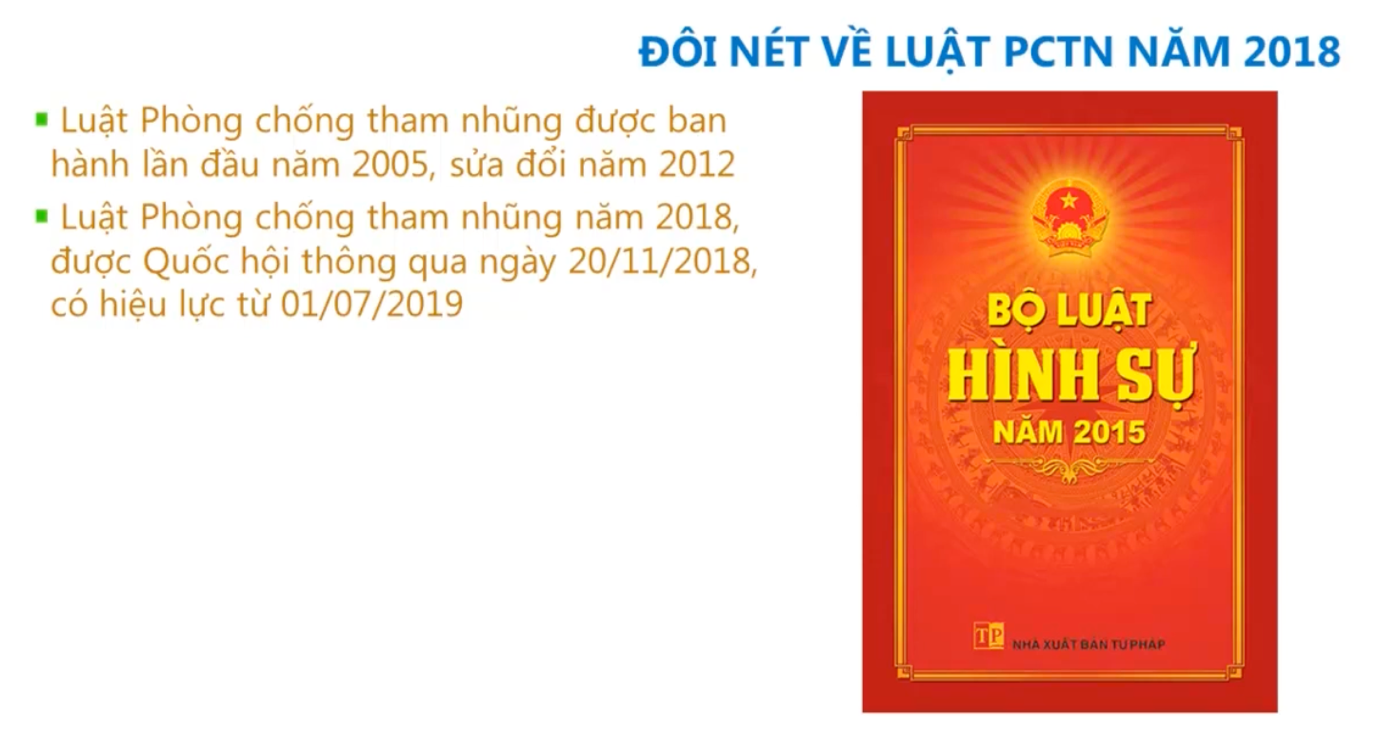 ĐÔI NÉT VỀ LUẬT PCTN NĂM 2018
Luật Phòng chống tham nhũng được ban
hành lần đầu năm 2005, sửa đổi năm 2012
Luật Phòng chống tham nhũng năm 2018,
được Quốc hội thông qua ngày 20/11/2018,
có hiệu lực từ 01/07/2019
BỘ LUẬT
HÌNH SỰ
NĂM 2015
TP NHÀ XUẤT BẢN TƯ PHÁP